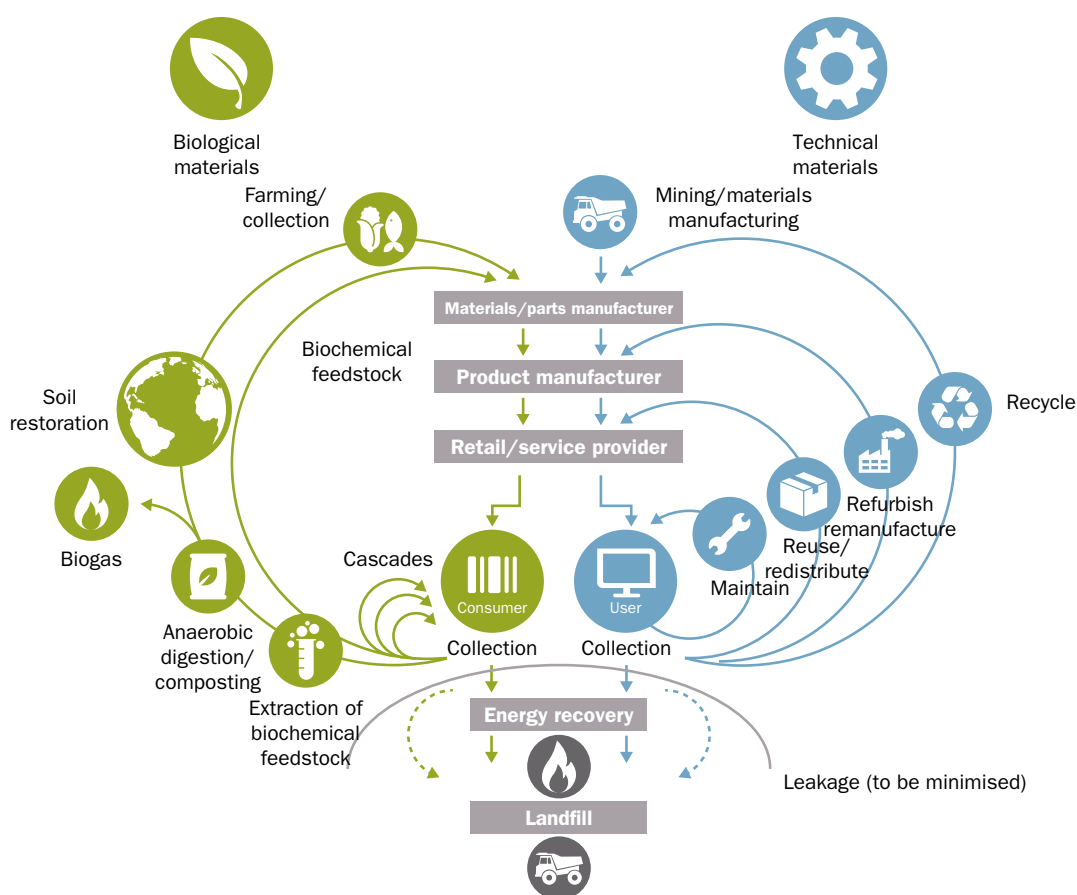 Biological
materials
Technical
materials
Farming/
collection
Mining/materials
manufacturing
Materials/parts manufacturer
Biochemical
feedstock
Product manufacturer
Soil
restoration
Recycle
Retail/service provider
Refurbish
remanufacture
Biogas
Cascades
Reuse/
redistribute
Maintain
Consumer
User
Anaerobic
digestion/
composting
Collection
Collection
Extraction of
biochemical
feedstock
Energy recovery
Leakage (to be minimised)
Landfill